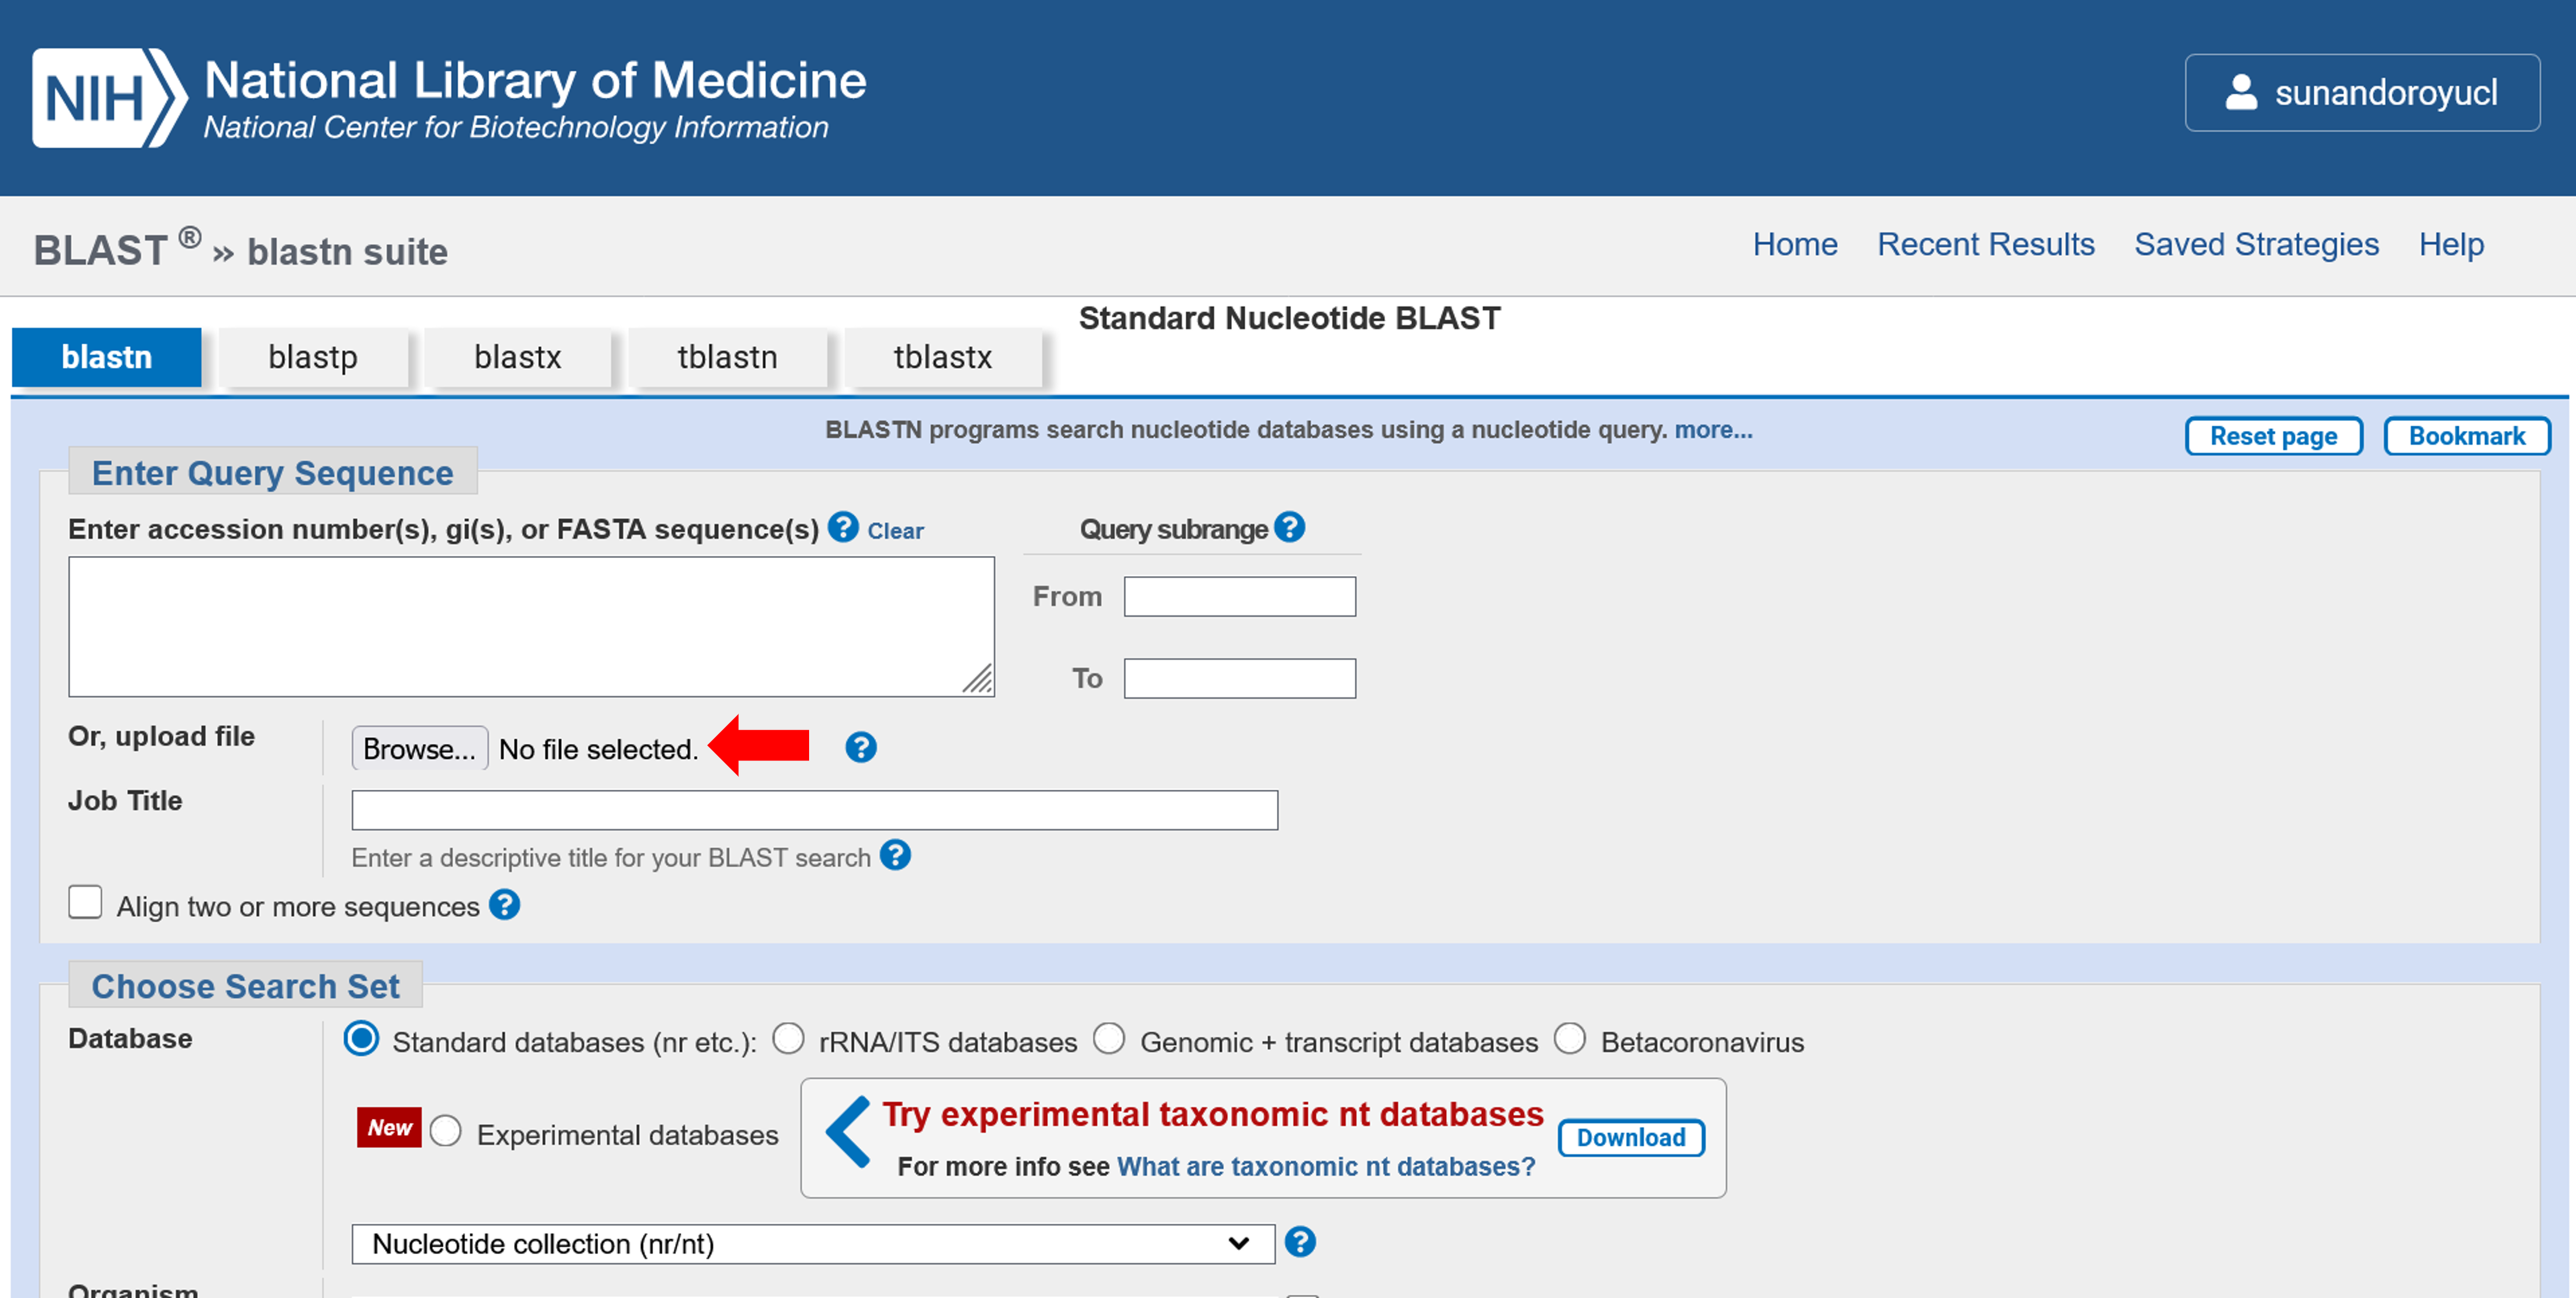 NIH National Library of Medicine
National Center for Biotechnology Information
sunandoroyucl
BLAST ® » blastn suite
Home Recent Results Saved Strategies Help
Standard Nucleotide BLAST
blastn blastp blastx tblastn tblastx
BLASTN programs search nucleotide databases using a nucleotide query. more...
Reset page Bookmark
Enter Query Sequence
Enter accession number(s), gi(s), or FASTA sequence(s) ? Clear
Query subrange ?
From
To
Or, upload file Browse... No file selected. ?
Job Title
Enter a descriptive title for your BLAST search ?
Align two or more sequences ?
Choose Search Set
Database Standard databases (nr etc.): rRNA/ITS databases Genomic + transcript databases Betacoronavirus
New Experimental databases
Try experimental taxonomic nt databases
For more info see What are taxonomic nt databases?
Download
Nucleotide collection (nr/nt) ?
Organism